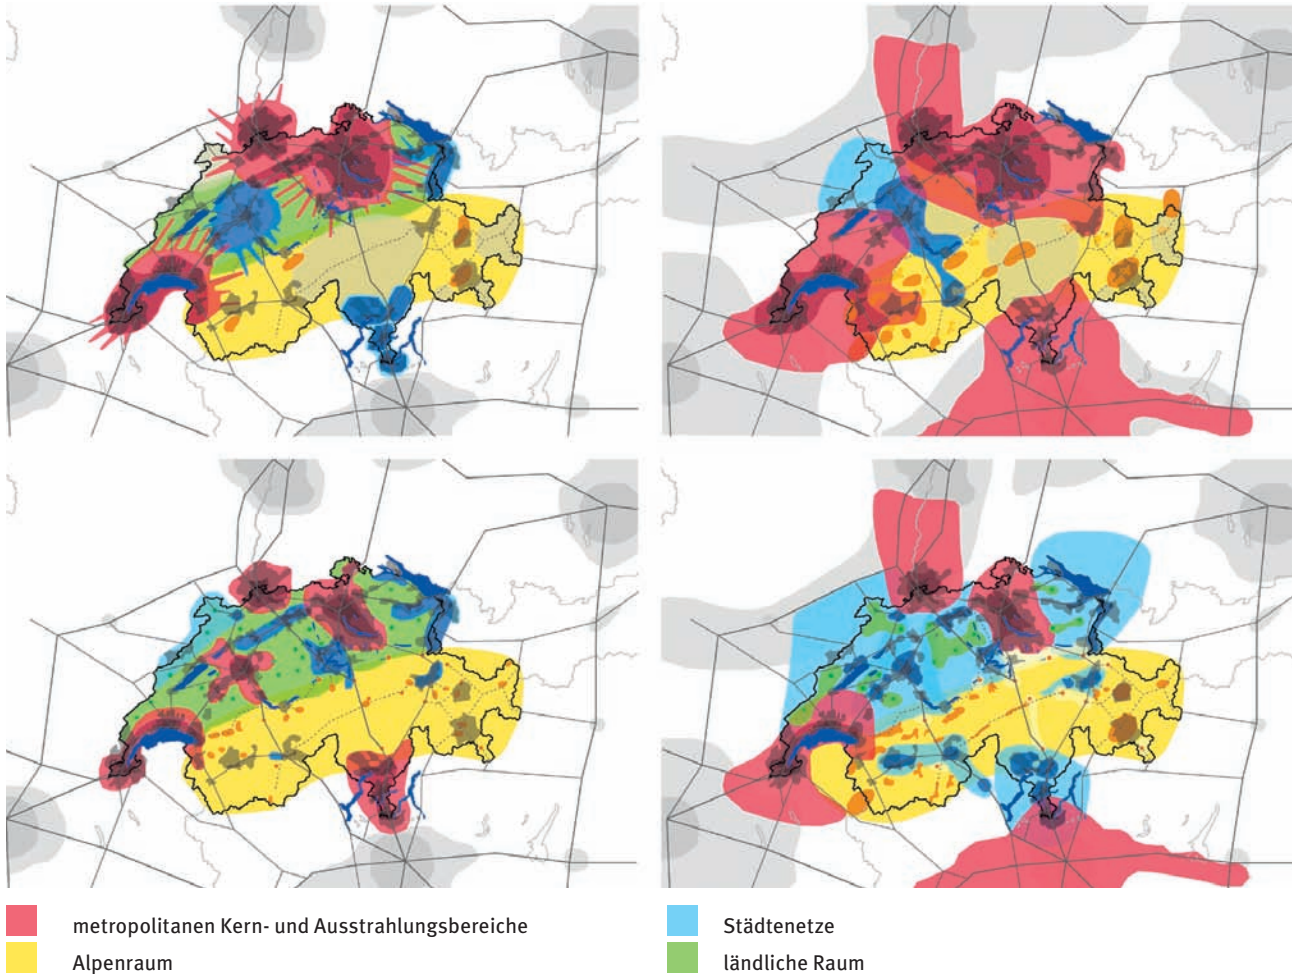 metropolitanen Kern- und Ausstrahlungsbereiche
Alpenraum
Städtenetze
ländliche Raum